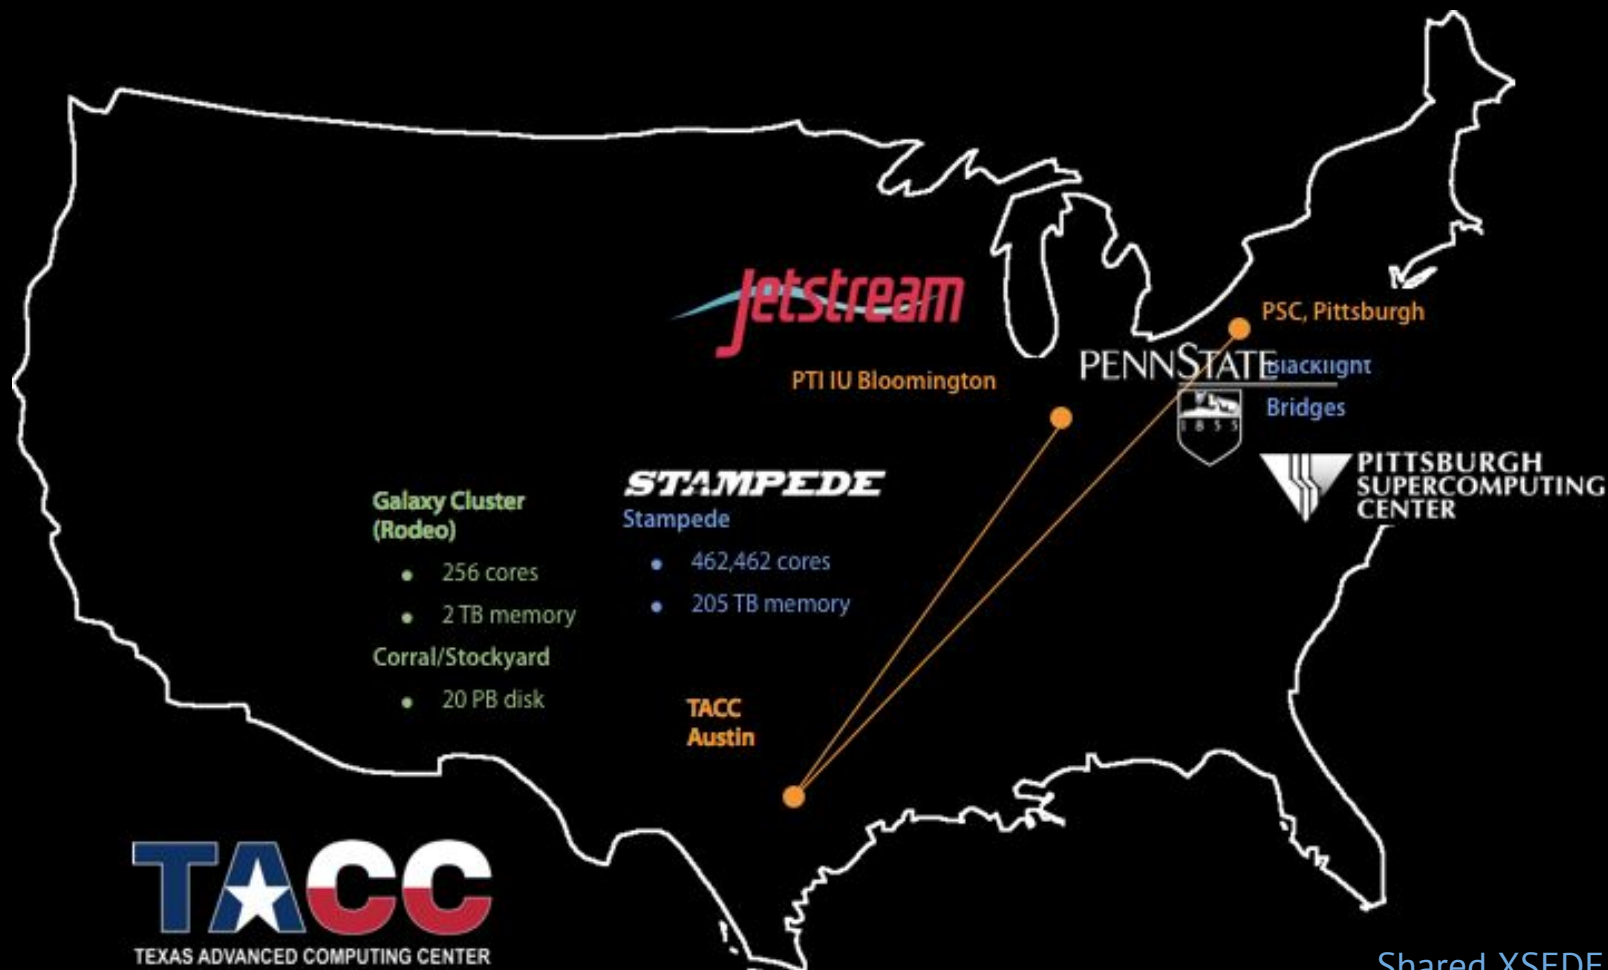 Jetstream
PSC, Pittsburgh
PENNSTATE
Blacklight
PTI IU Bloomington
1855
Bridges
PITTSBURGH
SUPERCOMPUTING
CENTER
STAMPEDE
Stampede
• 462,462 cores
• 205 TB memory
Galaxy Cluster
(Rodeo)
• 256 cores
• 2 TB memory
Corral/Stockyard
• 20 PB disk
TACC
Austin
TACC
TEXAS ADVANCED COMPUTING CENTER
Shared XSEDE